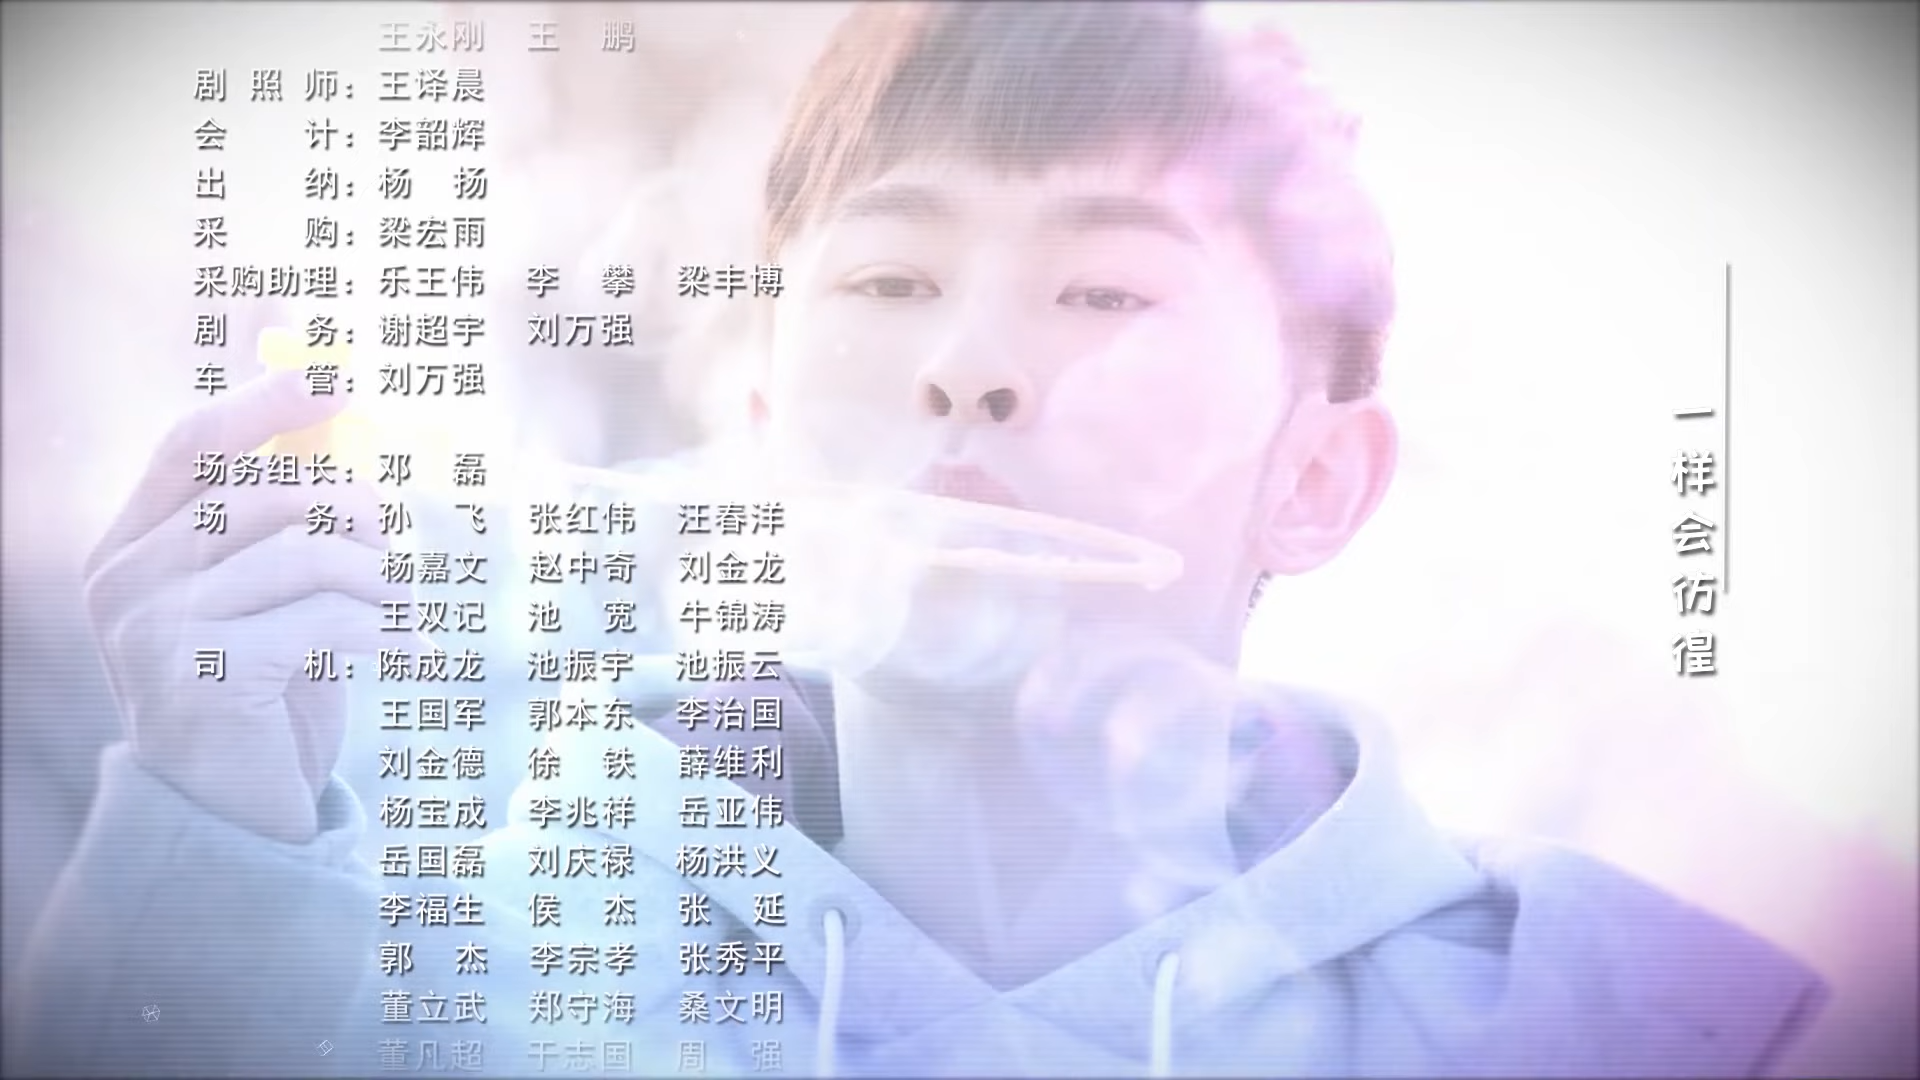 王永刚 王鹏
剧照师：王译晨
会计：李韶辉
出纳：杨扬
采购：梁宏雨
采购助理：乐王伟 李攀 梁丰博
剧务：谢超宇 刘万强
车管：刘万强
场务组长：邓磊
场务：孙飞 张红伟 汪春洋
杨嘉文 赵中奇 刘金龙
王双记 池宽 牛锦涛
司机：陈成龙 池振宇 池振云
王国军 郭本东 李治国
刘金德 徐铁 薛维利
杨宝成 李兆祥 岳亚伟
岳国磊 刘庆禄 杨洪义
李福生 侯杰 张延
郭杰 李宗孝 张秀平
董立武 郑守海 桑文明
董凡超 于志国 周强
一样会彷徨